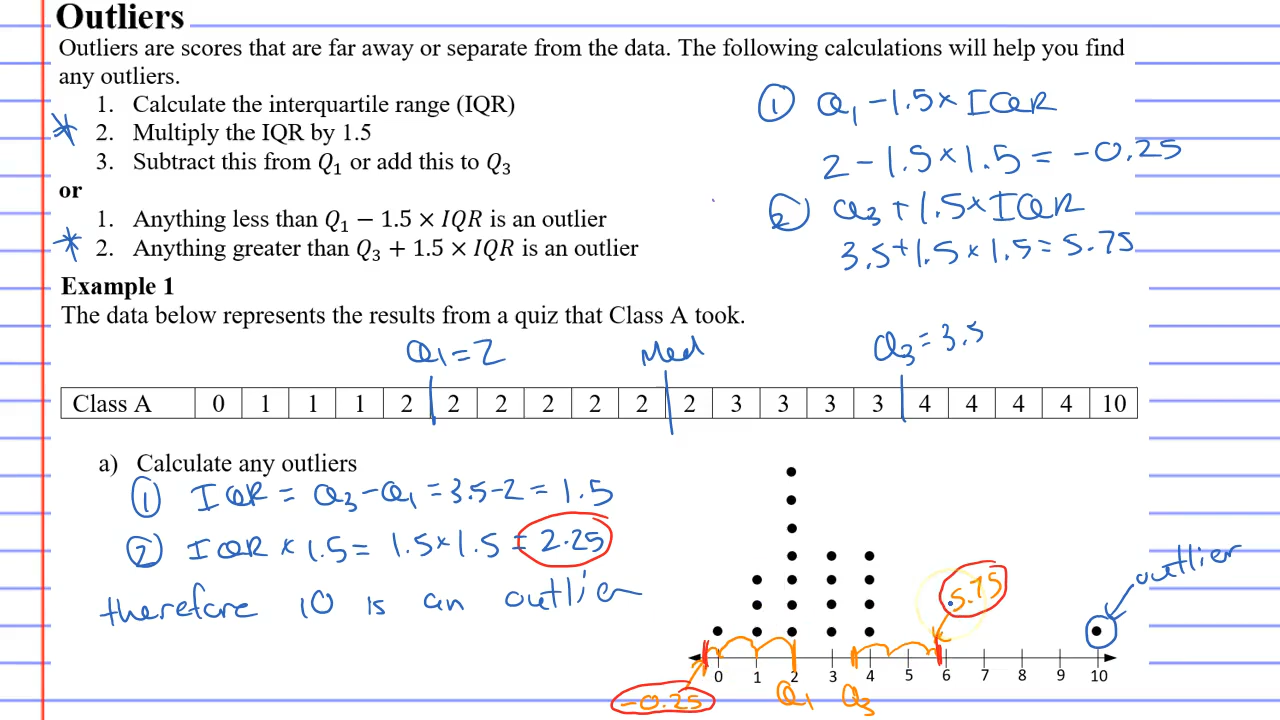 Outliers
Outliers are scores that are far away or separate from the data. The following calculations will help you find
any outliers.
1. Calculate the interquartile range (IQR)
2. Multiply the IQR by 1.5
3. Subtract this from Q₁ or add this to Q₃
or
1. Anything less than Q₁ − 1.5 × IQR is an outlier
2. Anything greater than Q₃ + 1.5 × IQR is an outlier
① Q₁ − 1.5 × IQR
2 − 1.5 × 1.5 = −0.25
② Q₃ + 1.5 × IQR
3.5 + 1.5 × 1.5 = 5.75
Example 1
The data below represents the results from a quiz that Class A took.
Q₁ = 2 Med Q₃ = 3.5
Class A 0 1 1 1 2 2 2 2 2 2 2 3 3 3 3 4 4 4 4 10
a) Calculate any outliers
① IQR = Q₃ − Q₁ = 3.5 − 2 = 1.5
② IQR × 1.5 = 1.5 × 1.5 = 2.25
therefore 10 is an outlier
outlier
5.75
0 1 2 3 4 5 6 7 8 9 10
−0.25 Q₁ Q₃